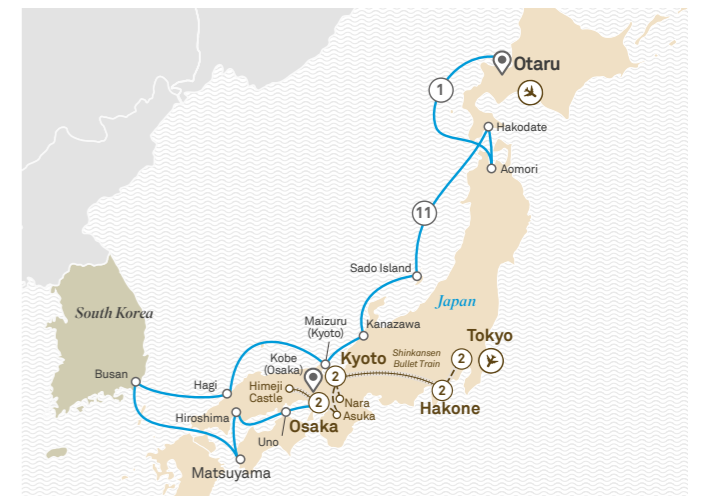 Otaru
1
Hakodate
Aomori
11
Sado Island
Japan
South Korea
Maizuru
(Kyoto)
Kanazawa
Tokyo
2
Kobe
(Osaka)
Kyoto
2
Shinkansen
Bullet Train
Busan
Hagi
Himeji
Castle
2
Hakone
2
Nara
Asuka
Hiroshima
Osaka
Uno
Matsuyama